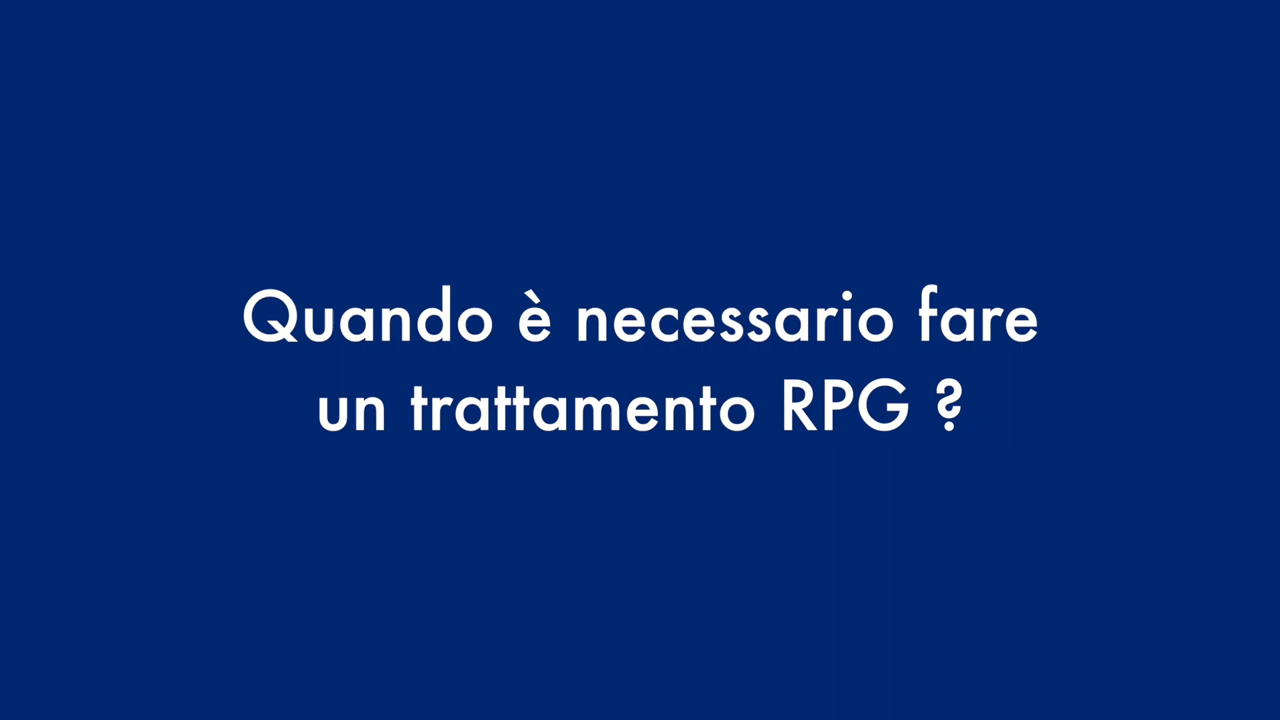 Quando è necessario fare
un trattamento RPG ?